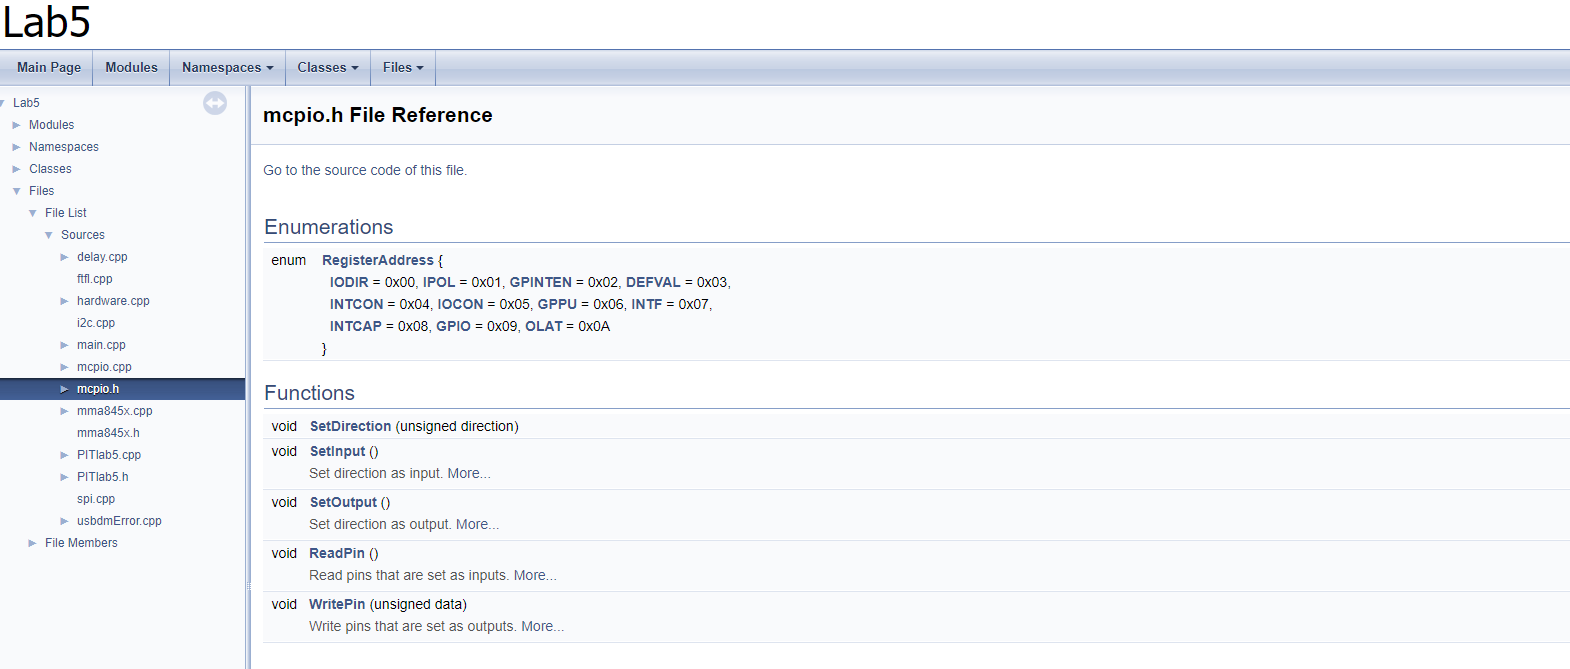 Lab5
Main Page Modules Namespaces Classes Files
Lab5
Modules
Namespaces
Classes
Files
File List
Sources
delay.cpp
ftfl.cpp
hardware.cpp
i2c.cpp
main.cpp
mcpio.cpp
mcpio.h
mma845x.cpp
mma845x.h
PITlab5.cpp
PITlab5.h
spi.cpp
usbdmError.cpp
File Members
mcpio.h File Reference
Go to the source code of this file.
Enumerations
enum RegisterAddress {
IODIR = 0x00, IPOL = 0x01, GPINTEN = 0x02, DEFVAL = 0x03,
INTCON = 0x04, IOCON = 0x05, GPPU = 0x06, INTF = 0x07,
INTCAP = 0x08, GPIO = 0x09, OLAT = 0x0A
}
Functions
void SetDirection (unsigned direction)
void SetInput ()
Set direction as input. More...
void SetOutput ()
Set direction as output. More...
void ReadPin ()
Read pins that are set as inputs. More...
void WritePin (unsigned data)
Write pins that are set as outputs. More...